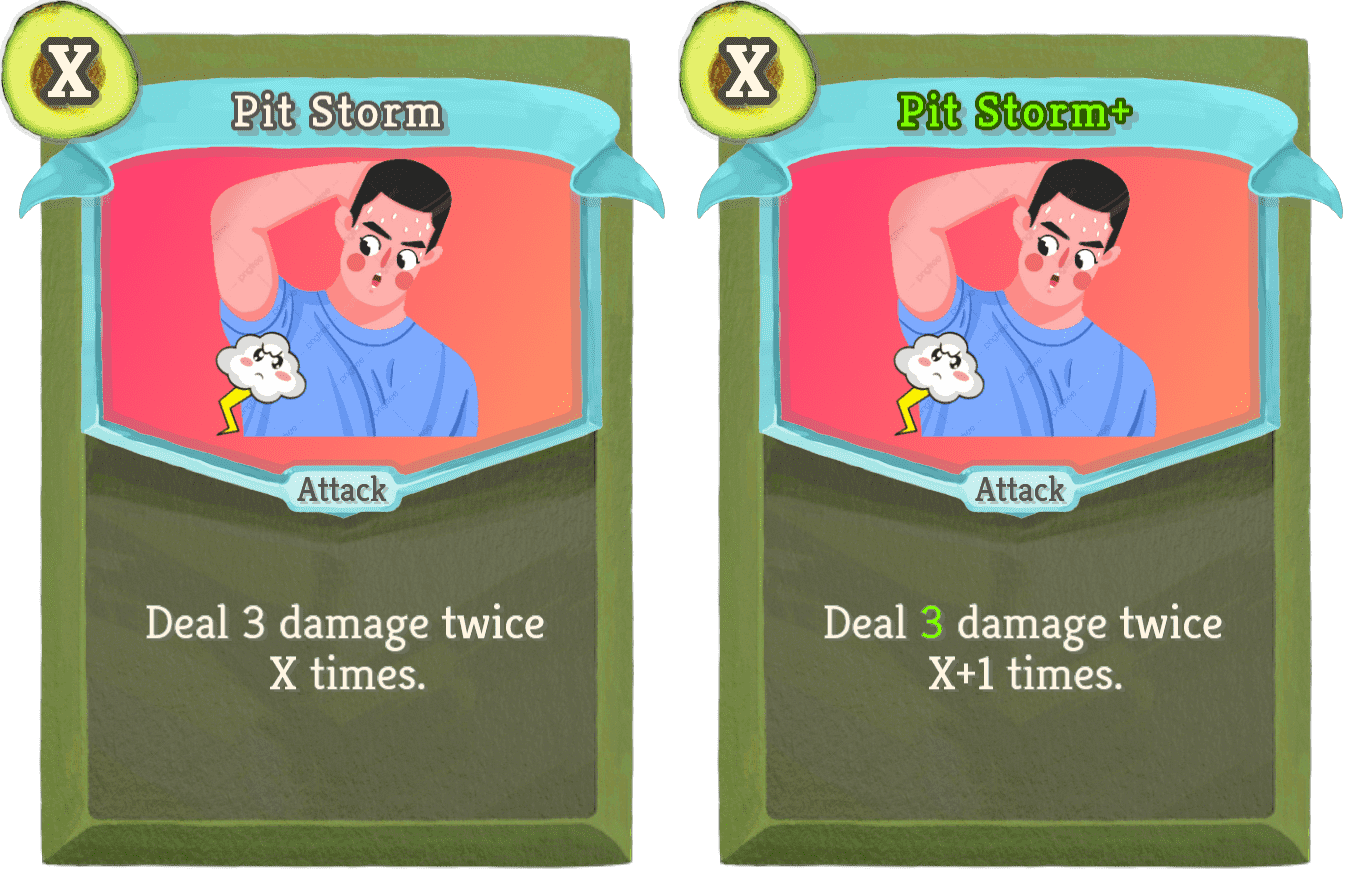 X
Pit Storm
Attack
Deal 3 damage twice
X times.
X
Pit Storm+
Attack
Deal 3 damage twice
X+1 times.